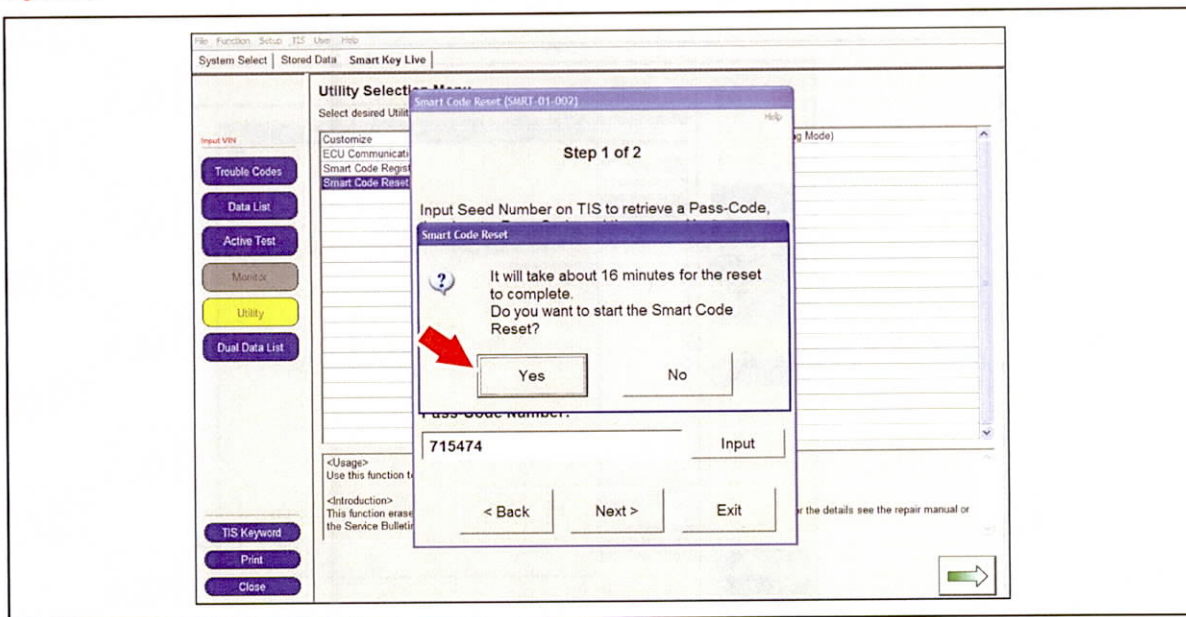 File Function Setup TIS User Help
System Select Stored Data Smart Key Live
Utility Selection Menu
Select desired Utilit
Input VIN
Trouble Codes
Data List
Active Test
Monitor
Utility
Dual Data List
TIS Keyword
Print
Close
Customize
ECU Communicati
Smart Code Regist
Smart Code Reset
g Mode)
Smart Code Reset (SMRT-01-002)
Help
Step 1 of 2
Input Seed Number on TIS to retrieve a Pass-Code,
Smart Code Reset
It will take about 16 minutes for the reset
to complete.
Do you want to start the Smart Code
Reset?
Yes No
Pass-Code Number:
715474 Input
< Back Next > Exit
<Usage>
Use this function t
<Introduction>
This function erase
r the details see the repair manual or
the Service Bulletin